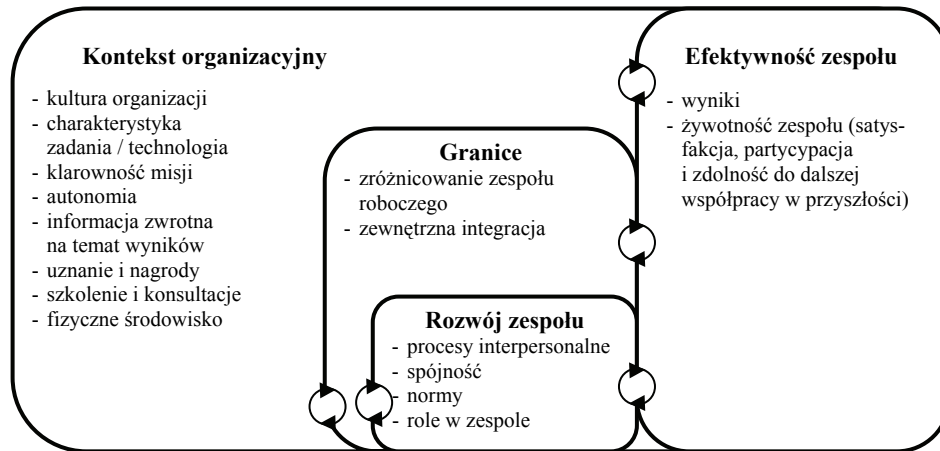 Kontekst organizacyjny
- kultura organizacji
- charakterystyka
zadania / technologia
- klarowność misji
- autonomia
- informacja zwrotna
na temat wyników
- uznanie i nagrody
- szkolenie i konsultacje
- fizyczne środowisko
Granice
- zróżnicowanie zespołu
roboczego
- zewnętrzna integracja
Rozwój zespołu
- procesy interpersonalne
- spójność
- normy
- role w zespole
Efektywność zespołu
- wyniki
- żywotność zespołu (satys-
fakcja, partycypacja
i zdolność do dalszej
współpracy w przyszłości)